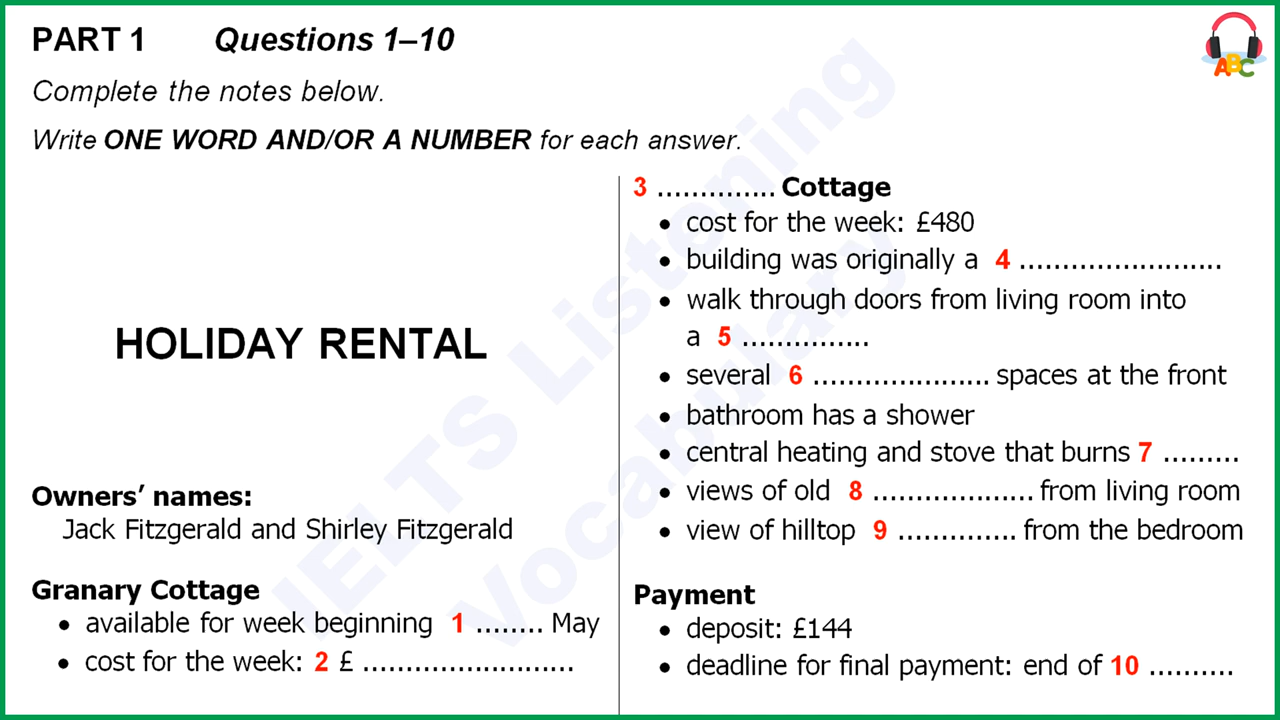 PART 1 Questions 1–10
Complete the notes below.
Write ONE WORD AND/OR A NUMBER for each answer.
HOLIDAY RENTAL
Owners’ names:
Jack Fitzgerald and Shirley Fitzgerald
Granary Cottage
• available for week beginning 1 ........ May
• cost for the week: 2 £ .........................
3 .............. Cottage
• cost for the week: £480
• building was originally a 4 ........................
• walk through doors from living room into
a 5 ...............
• several 6 ..................... spaces at the front
• bathroom has a shower
• central heating and stove that burns 7 .........
• views of old 8 ................... from living room
• view of hilltop 9 .............. from the bedroom
Payment
• deposit: £144
• deadline for final payment: end of 10 ..........
IELTS Listening
Vocabulary
ABC